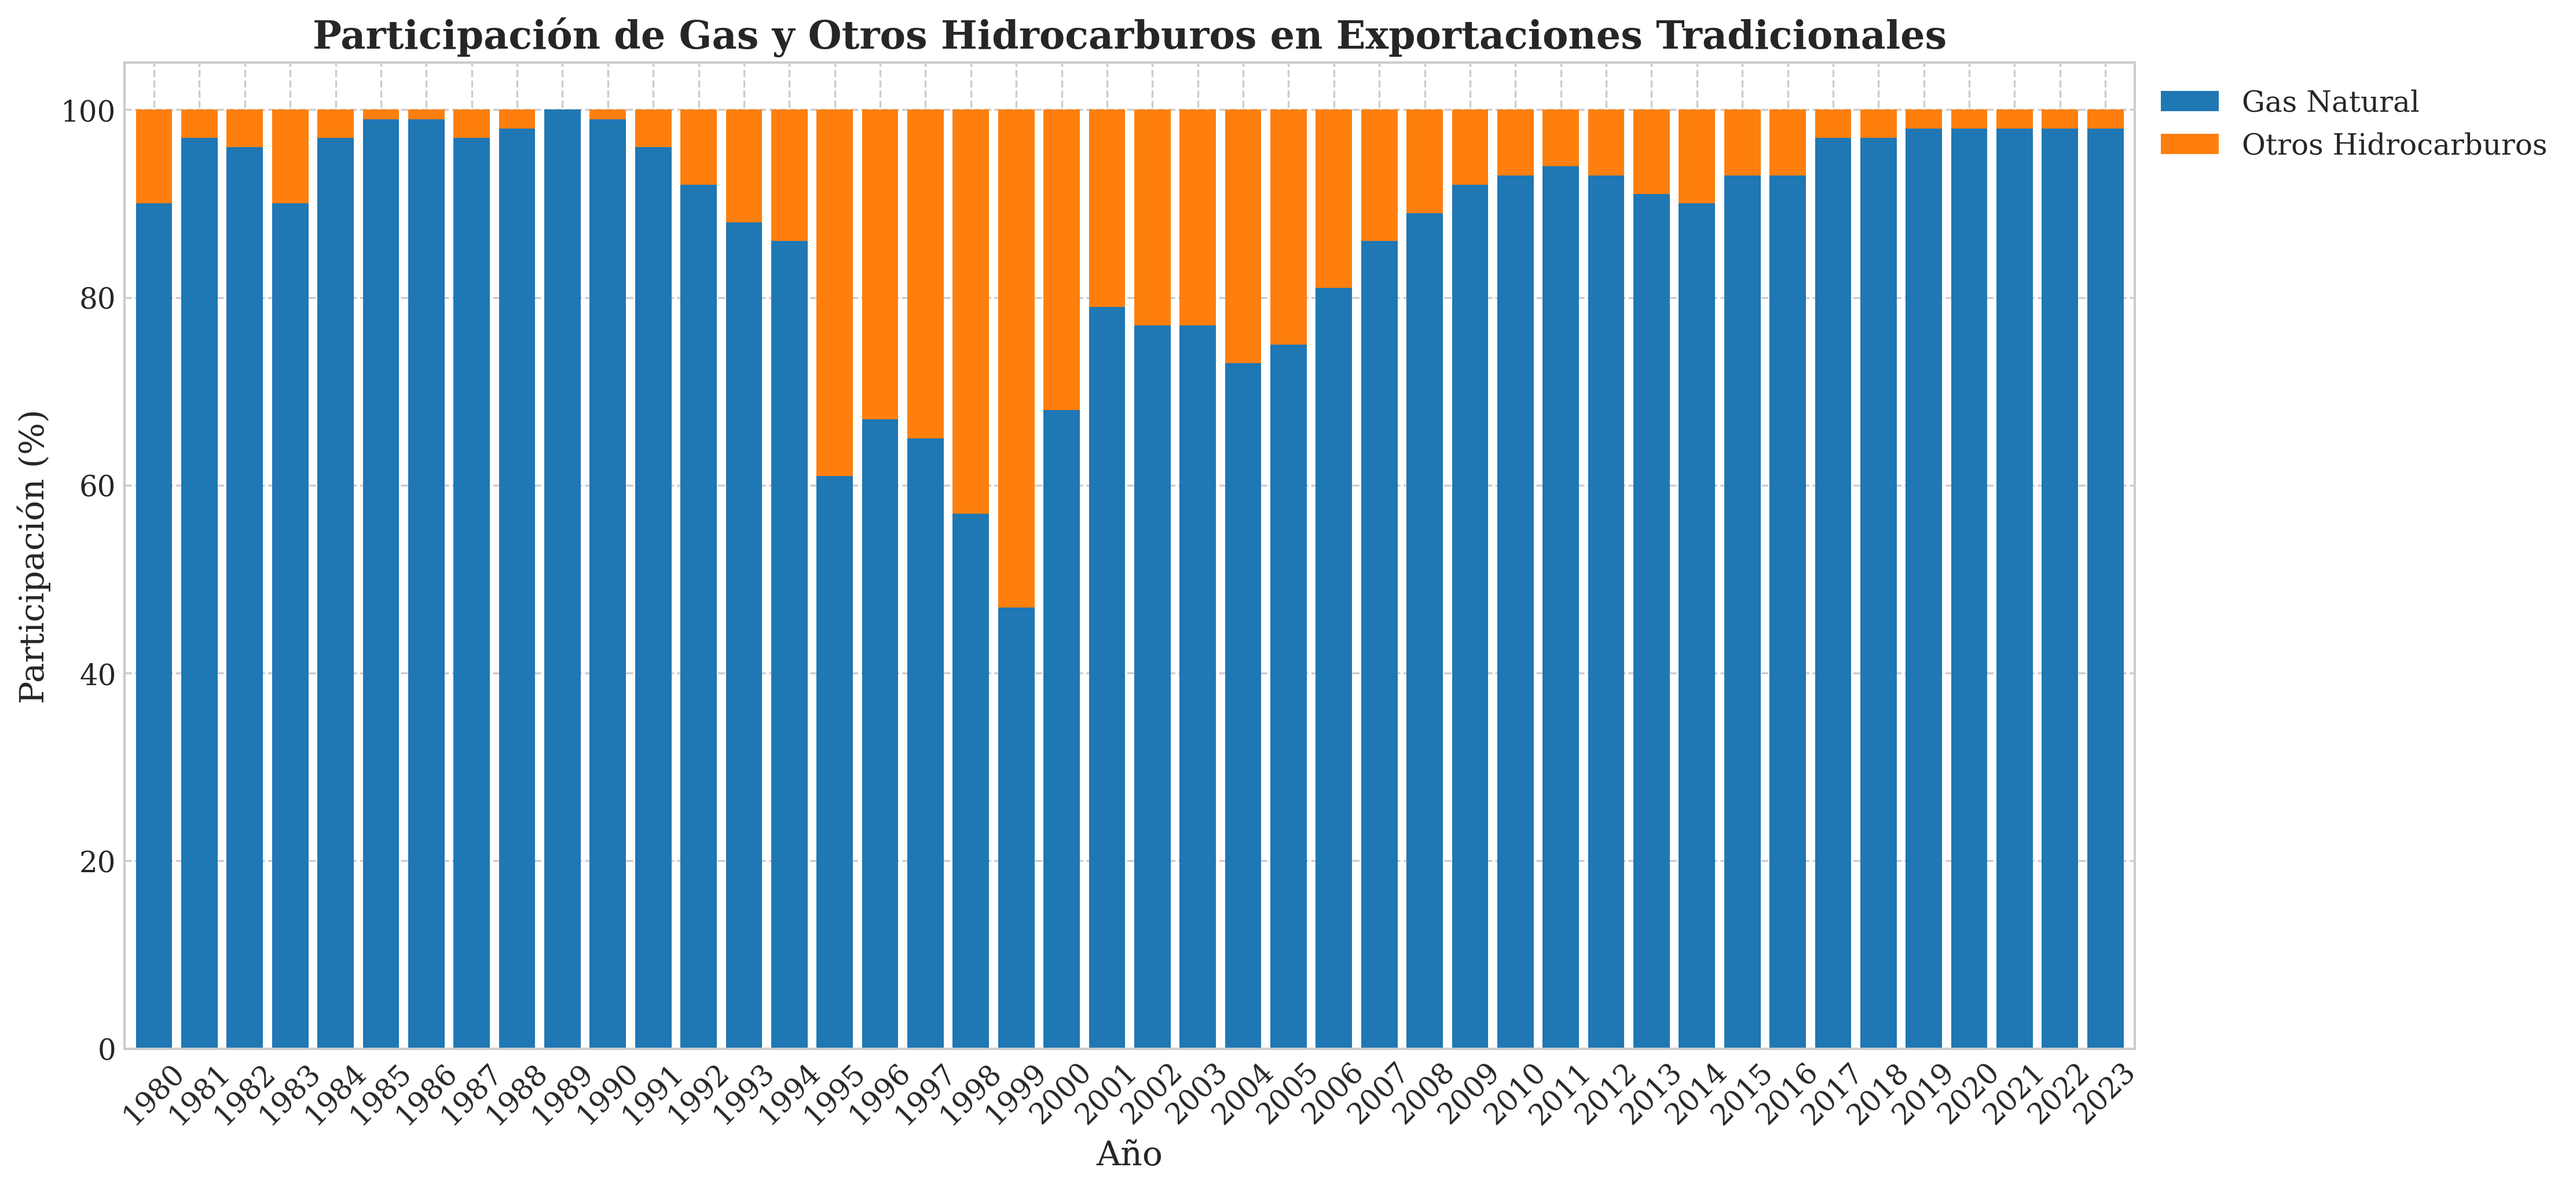 Participación de Gas y Otros Hidrocarburos en Exportaciones Tradicionales
Gas Natural
Otros Hidrocarburos
Participación (%)
100
80
60
40
20
0
1980 1981 1982 1983 1984 1985 1986 1987 1988 1989 1990 1991 1992 1993 1994 1995 1996 1997 1998 1999 2000 2001 2002 2003 2004 2005 2006 2007 2008 2009 2010 2011 2012 2013 2014 2015 2016 2017 2018 2019 2020 2021 2022 2023
Año